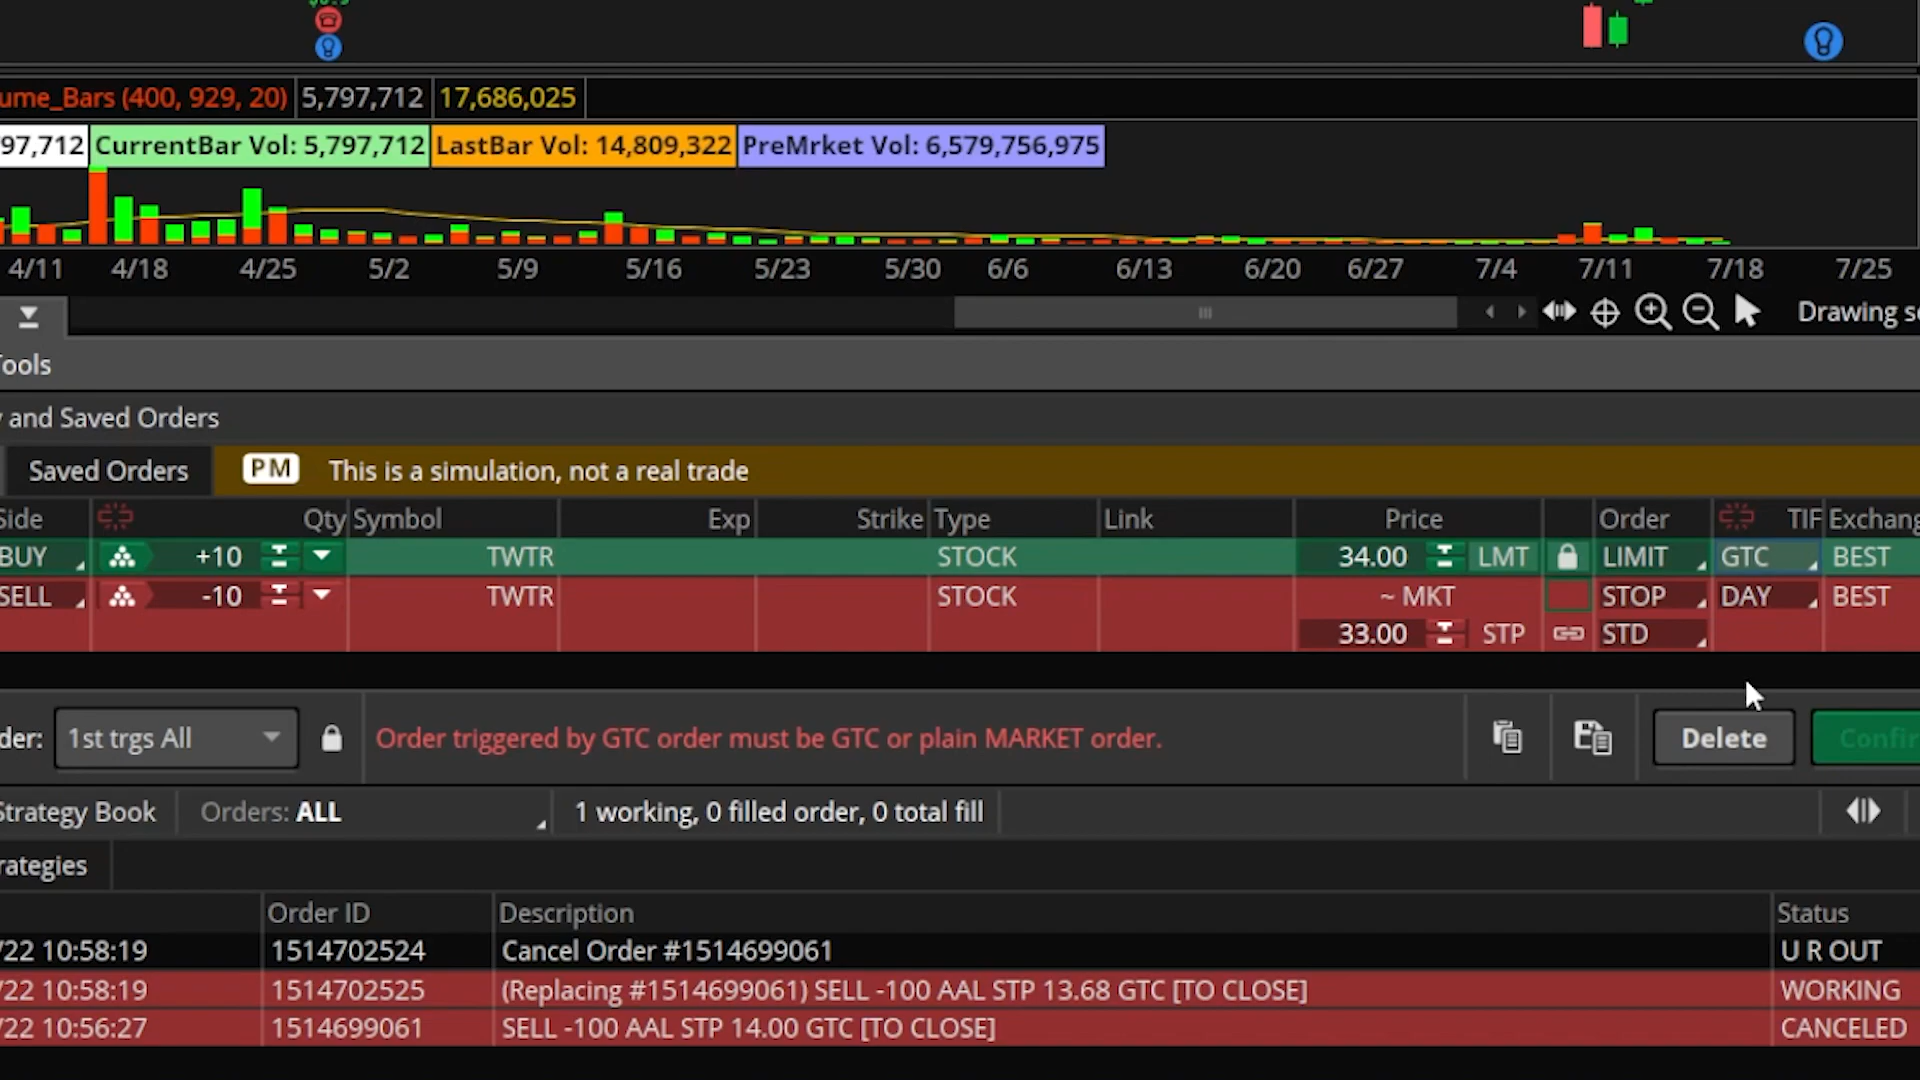 ume_Bars (400, 929, 20) 5,797,712 17,686,025
97,712 CurrentBar Vol: 5,797,712 LastBar Vol: 14,809,322 PreMrket Vol: 6,579,756,975
4/11 4/18 4/25 5/2 5/9 5/16 5/23 5/30 6/6 6/13 6/20 6/27 7/4 7/11 7/18 7/25
Drawing s
Tools
y and Saved Orders
Saved Orders PM This is a simulation, not a real trade
Side Qty Symbol Exp Strike Type Link Price Order TIF Exchang
BUY +10 TWTR STOCK 34.00 LMT LIMIT GTC BEST
SELL -10 TWTR STOCK ~ MKT STOP DAY BEST
33.00 STP STD
der: 1st trgs All Order triggered by GTC order must be GTC or plain MARKET order. Delete Confir
Strategy Book Orders: ALL 1 working, 0 filled order, 0 total fill
rategies
Order ID Description Status
/22 10:58:19 1514702524 Cancel Order #1514699061 U R OUT
/22 10:58:19 1514702525 (Replacing #1514699061) SELL -100 AAL STP 13.68 GTC [TO CLOSE] WORKING
/22 10:56:27 1514699061 SELL -100 AAL STP 14.00 GTC [TO CLOSE] CANCELED